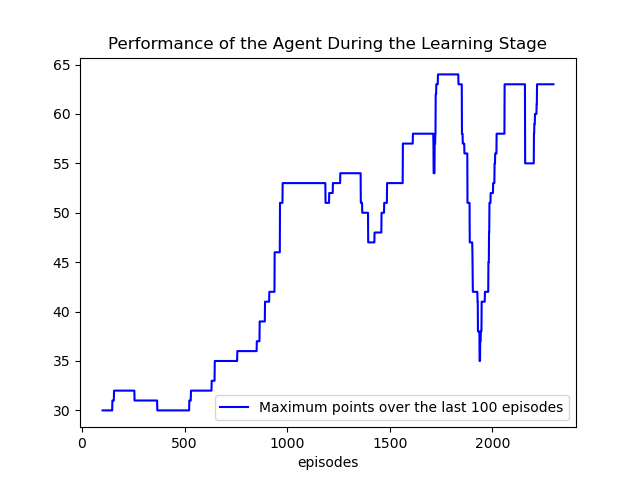 Performance of the Agent During the Learning Stage
65
60
55
50
45
40
35
30
Maximum points over the last 100 episodes
0 500 1000 1500 2000
episodes